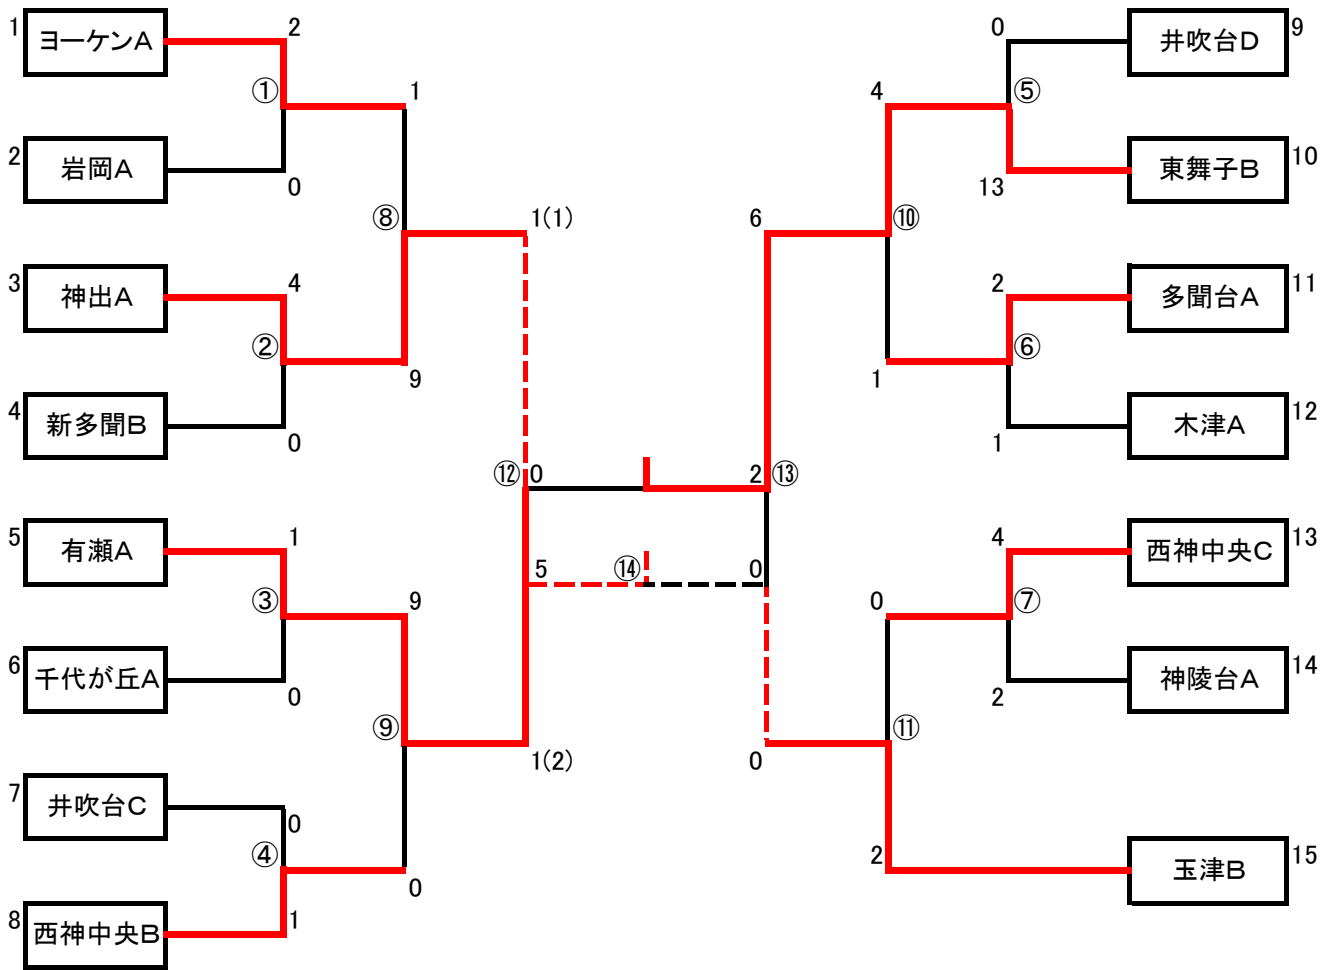 1 ヨーケンA 2 0 井吹台D 9
① 1 4 ⑤
2 岩岡A 0 13 東舞子B 10
⑧ 1(1) 6 ⑩
3 神出A 4 2 多聞台A 11
② 9 1 ⑥
4 新多聞B 0 1 木津A 12
⑫ 0 2 ⑬
5 有瀬A 1 4 西神中央C 13
5 ⑭ 0
③ 9 0 ⑦
6 千代が丘A 0 2 神陵台A 14
⑨ 1(2) 0 ⑪
7 井吹台C 0
④ 0 2 玉津B 15
8 西神中央B 1